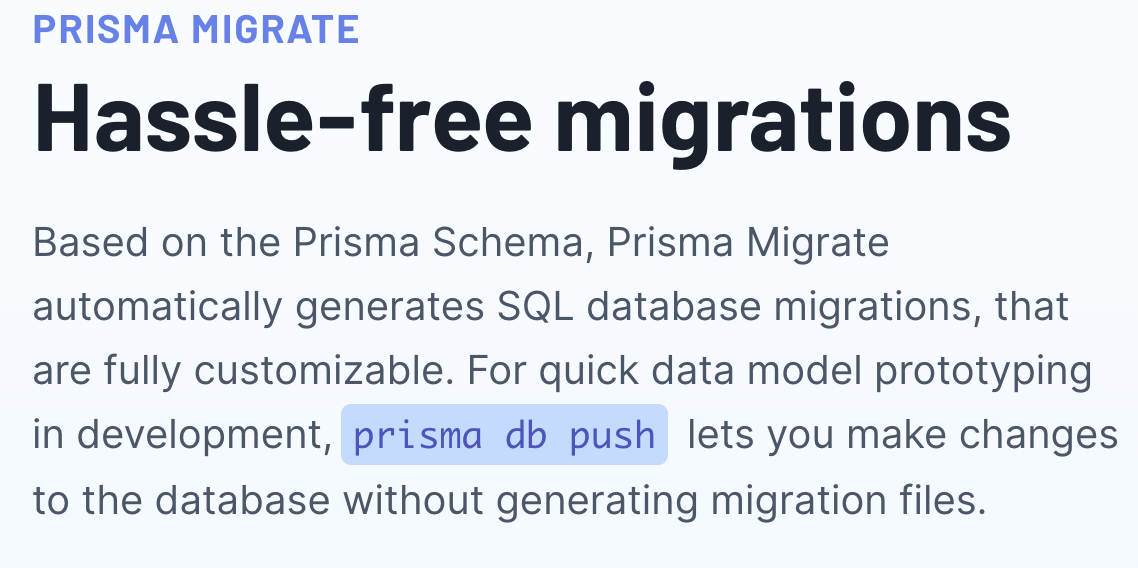 PRISMA MIGRATE
Hassle-free migrations
Based on the Prisma Schema, Prisma Migrate
automatically generates SQL database migrations, that
are fully customizable. For quick data model prototyping
in development, prisma db push lets you make changes
to the database without generating migration files.